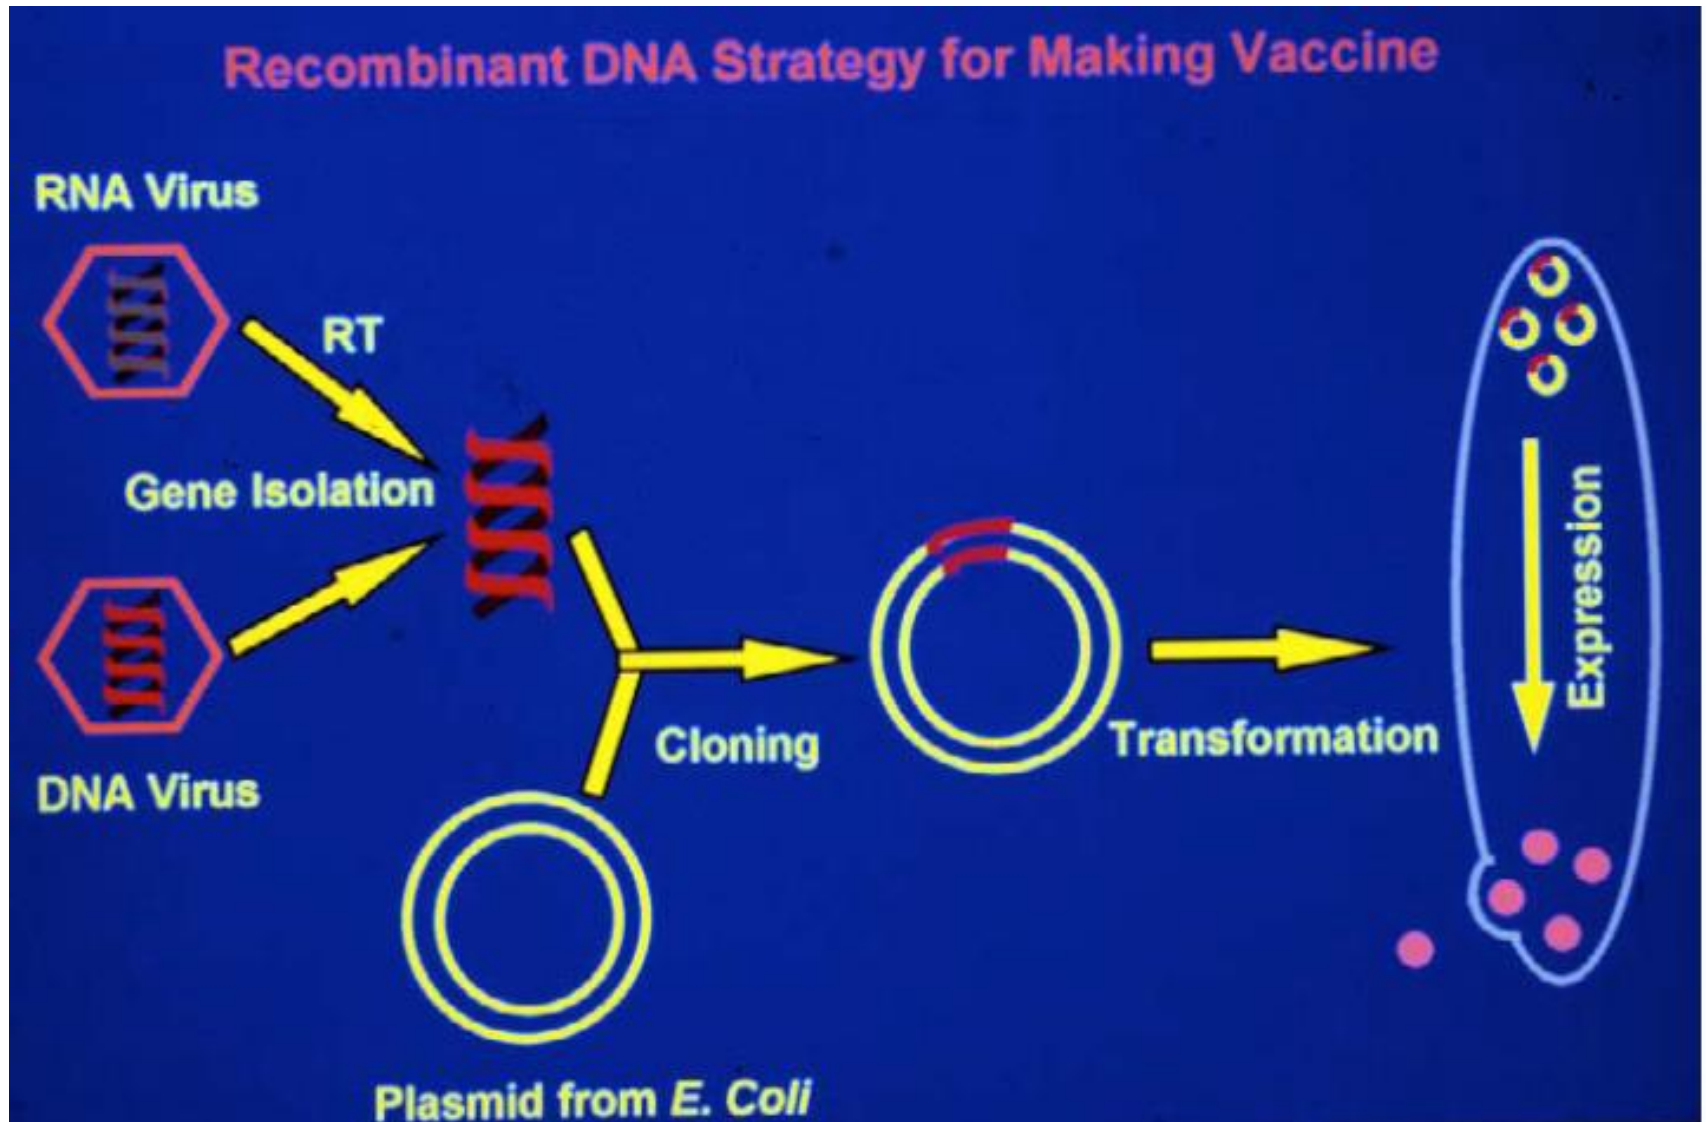 Recombinant DNA Strategy for Making Vaccine
RNA Virus
RT
Gene Isolation
DNA Virus
Cloning
Transformation
Expression
Plasmid from E. Coli